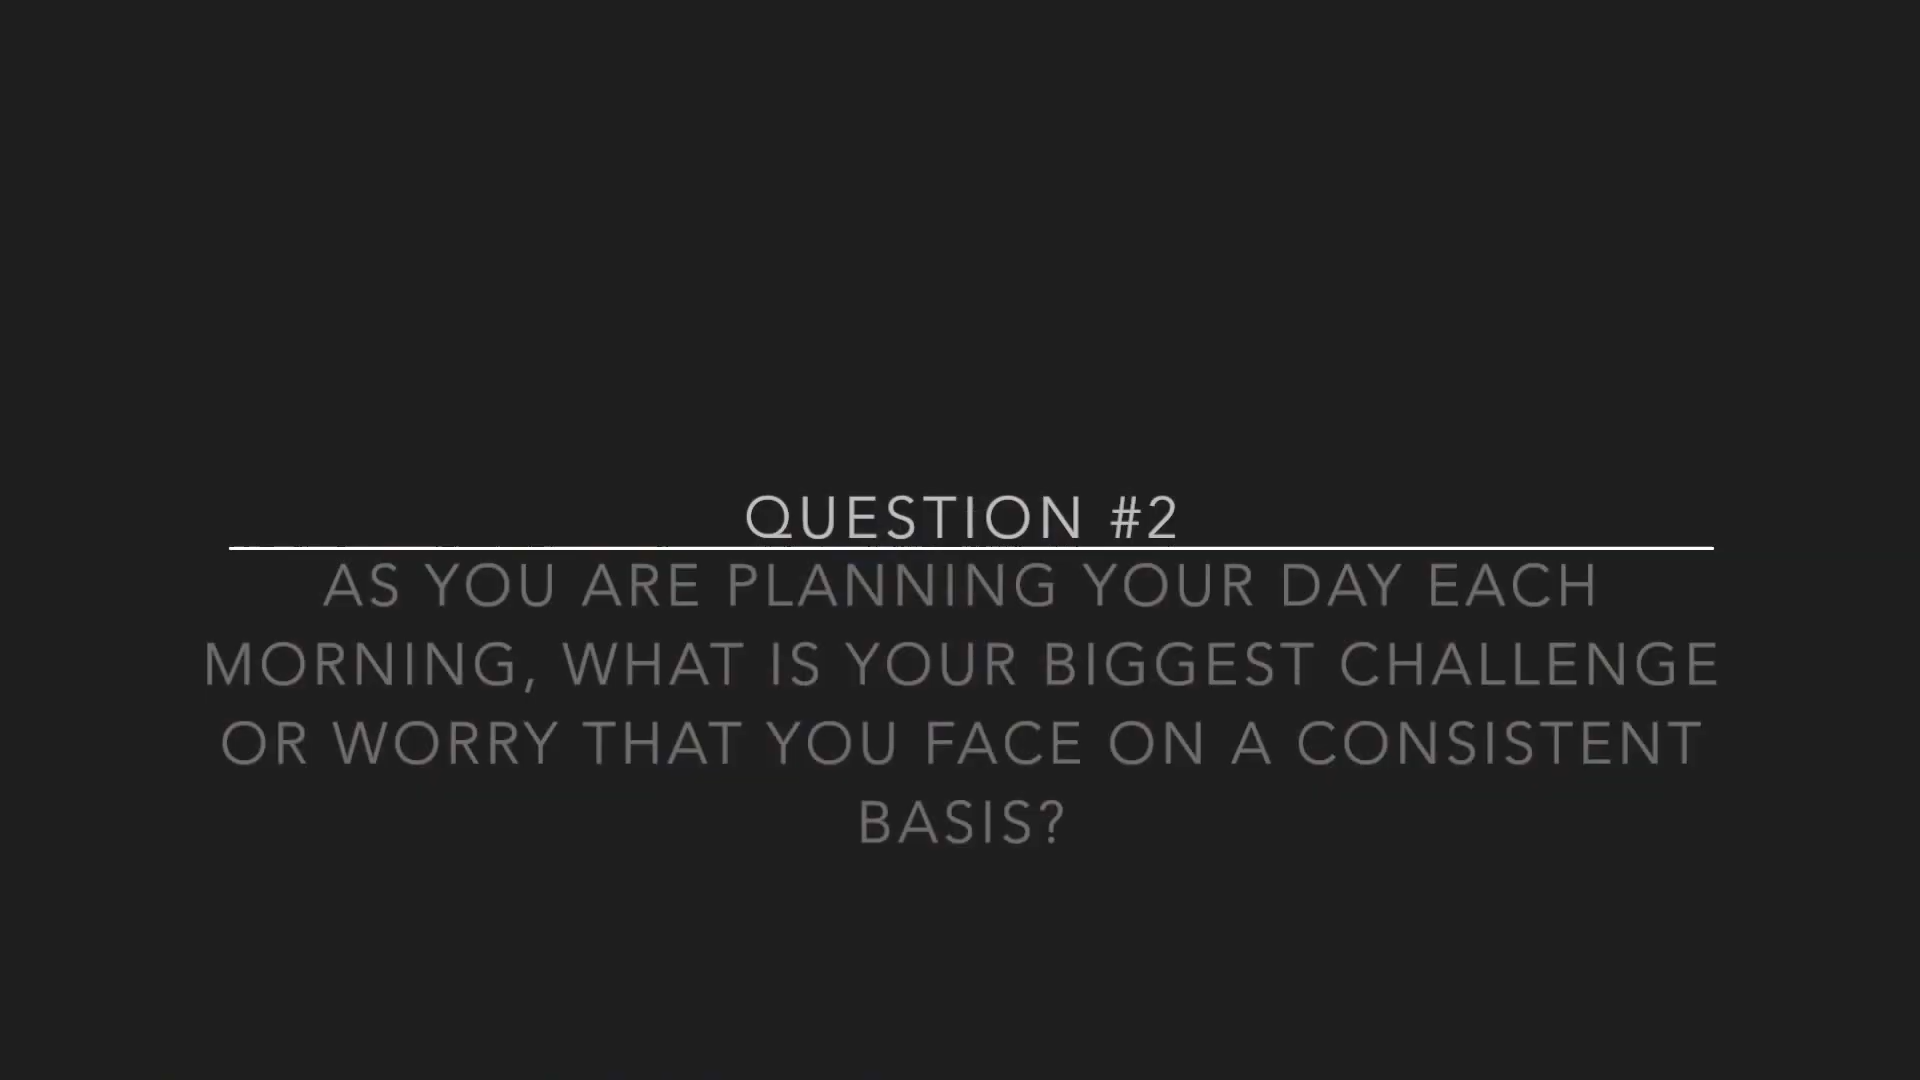 QUESTION #2
AS YOU ARE PLANNING YOUR DAY EACH
MORNING, WHAT IS YOUR BIGGEST CHALLENGE
OR WORRY THAT YOU FACE ON A CONSISTENT
BASIS?